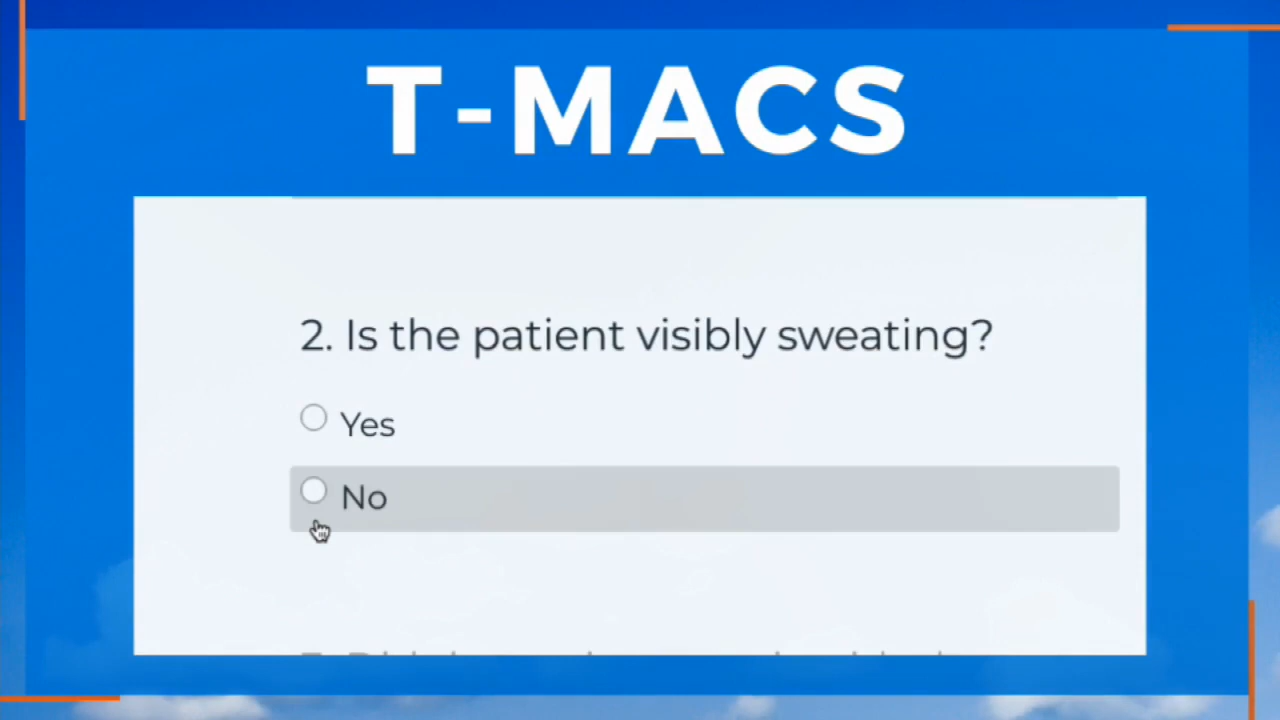 T-MACS
2. Is the patient visibly sweating?
Yes
No